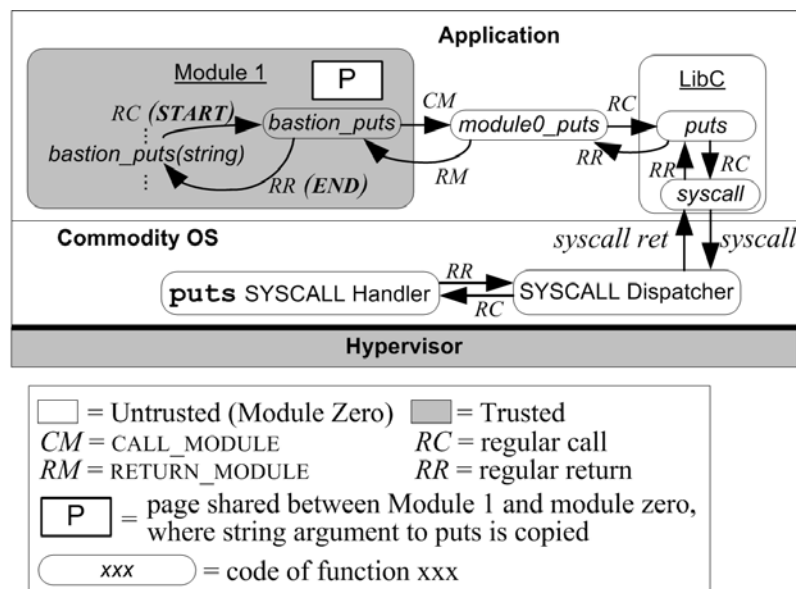 Application
Module 1
P
LibC
RC (START)
CM
RC
bastion_puts
module0_puts
puts
bastion_puts(string)
RM
RR
RR
RC
RR (END)
syscall
Commodity OS
syscall ret
syscall
puts SYSCALL Handler
RR
RC
SYSCALL Dispatcher
Hypervisor
= Untrusted (Module Zero)
= Trusted
CM = CALL_MODULE
RC = regular call
RM = RETURN_MODULE
RR = regular return
P
= page shared between Module 1 and module zero,
where string argument to puts is copied
xxx
= code of function xxx